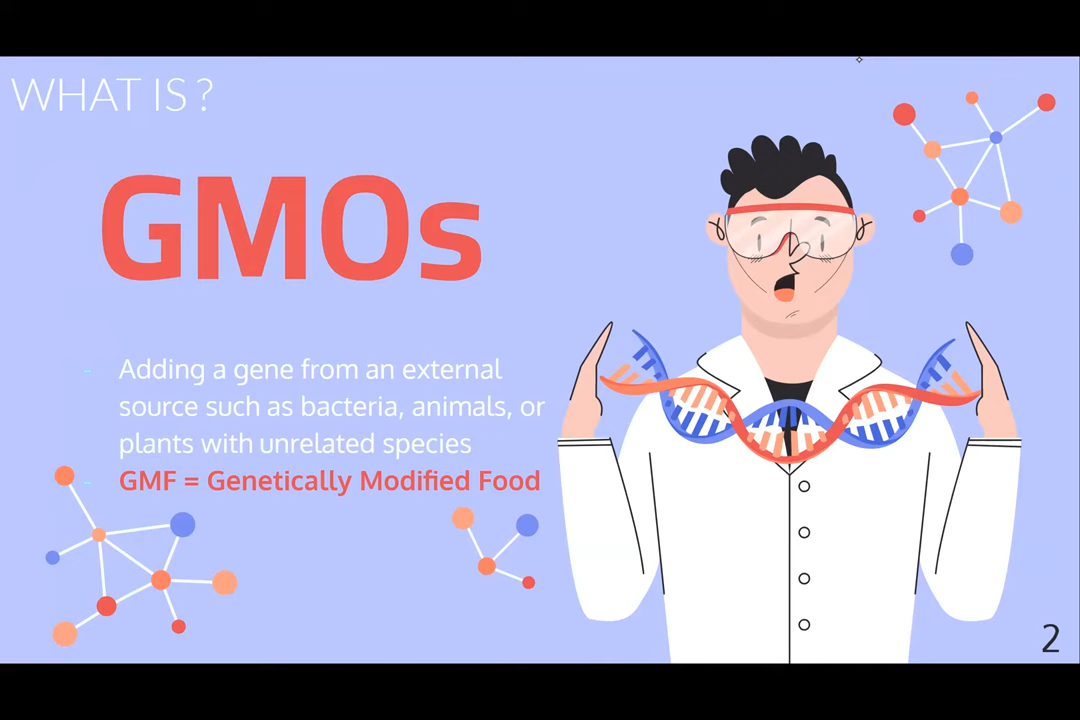 WHAT IS ?
GMOs
- Adding a gene from an external
source such as bacteria, animals, or
plants with unrelated species
- GMF = Genetically Modified Food
2